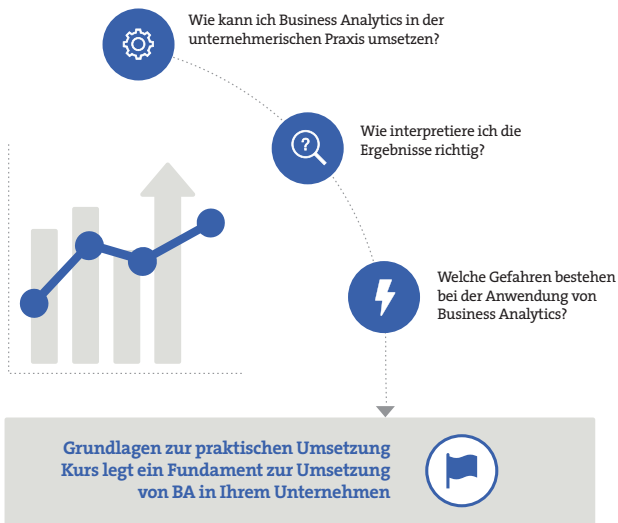 Wie kann ich Business Analytics in der
unternehmerischen Praxis umsetzen?
?
Wie interpretiere ich die
Ergebnisse richtig?
Welche Gefahren bestehen
bei der Anwendung von
Business Analytics?
Grundlagen zur praktischen Umsetzung
Kurs legt ein Fundament zur Umsetzung
von BA in Ihrem Unternehmen